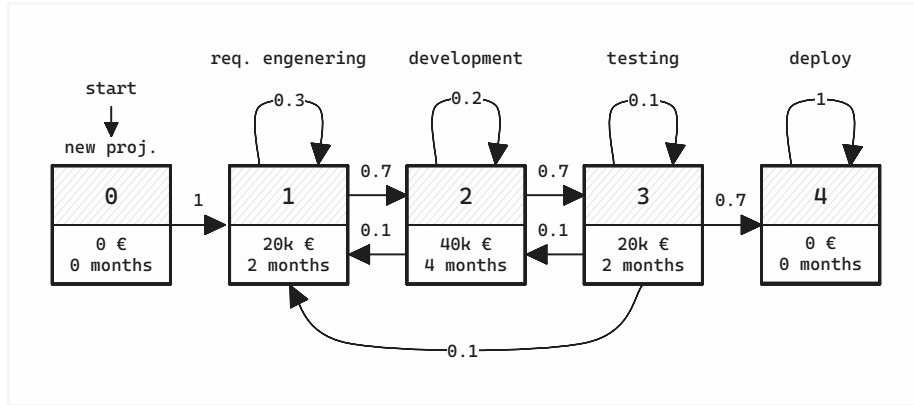 req. engenering
development
testing
deploy
start
0.3
0.2
0.1
1
new proj.
0
1
2
3
4
1
0.7
0.7
0.7
0.1
0.1
0 €
0 months
20k €
2 months
40k €
4 months
20k €
2 months
0 €
0 months
0.1